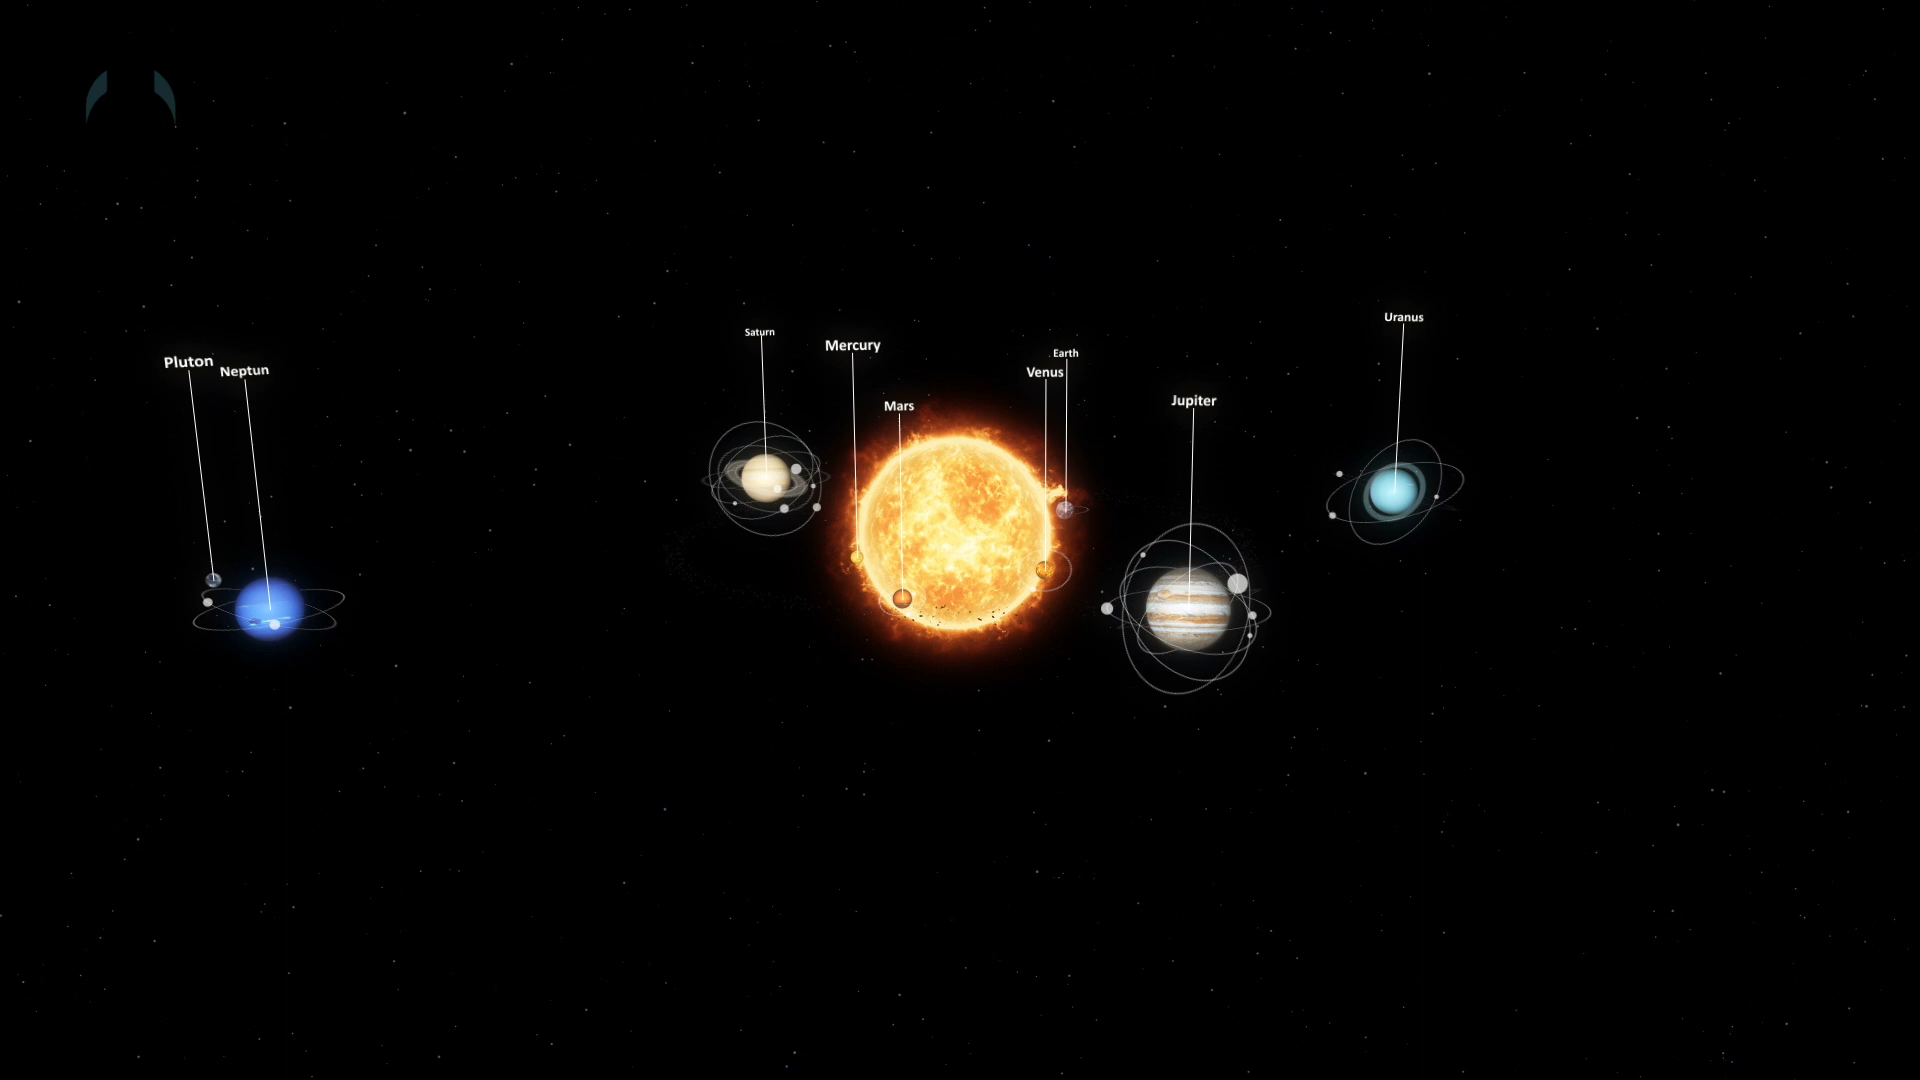 Pluton
Neptun
Saturn
Mercury
Mars
Venus
Earth
Jupiter
Uranus